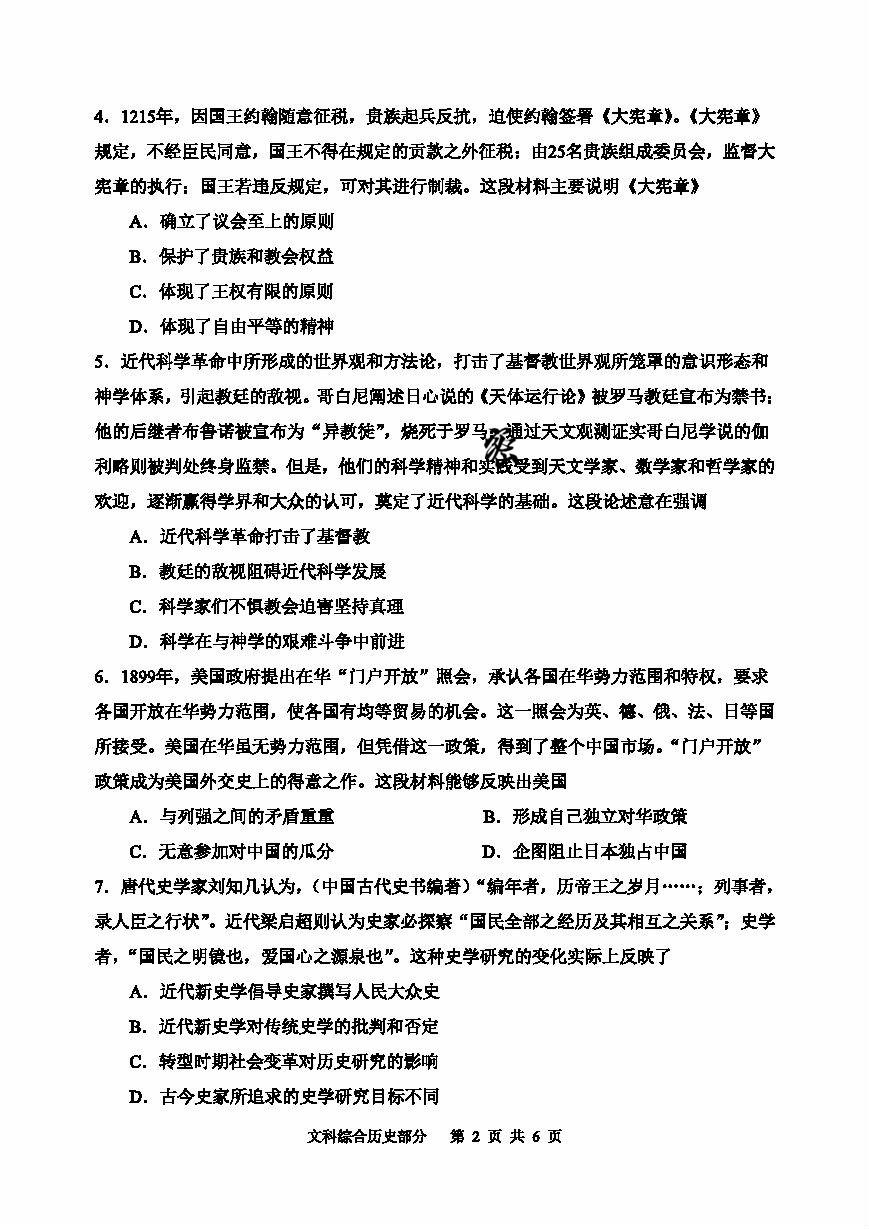 4．1215年，因国王约翰随意征税，贵族起兵反抗，迫使约翰签署《大宪章》。《大宪章》
规定，不经臣民同意，国王不得在规定的贡款之外征税；由25名贵族组成委员会，监督大
宪章的执行；国王若违反规定，可对其进行制裁。这段材料主要说明《大宪章》
A．确立了议会至上的原则
B．保护了贵族和教会权益
C．体现了王权有限的原则
D．体现了自由平等的精神
5．近代科学革命中所形成的世界观和方法论，打击了基督教世界观所笼罩的意识形态和
神学体系，引起教廷的敌视。哥白尼阐述日心说的《天体运行论》被罗马教廷宣布为禁书；
他的后继者布鲁诺被宣布为“异教徒”，烧死于罗马；通过天文观测证实哥白尼学说的伽
利略则被判处终身监禁。但是，他们的科学精神和实践受到天文学家、数学家和哲学家的
欢迎，逐渐赢得学界和大众的认可，奠定了近代科学的基础。这段论述意在强调
A．近代科学革命打击了基督教
B．教廷的敌视阻碍近代科学发展
C．科学家们不惧教会迫害坚持真理
D．科学在与神学的艰难斗争中前进
6．1899年，美国政府提出在华“门户开放”照会，承认各国在华势力范围和特权，要求
各国开放在华势力范围，使各国有均等贸易的机会。这一照会为英、德、俄、法、日等国
所接受。美国在华虽无势力范围，但凭借这一政策，得到了整个中国市场。“门户开放”
政策成为美国外交史上的得意之作。这段材料能够反映出美国
A．与列强之间的矛盾重重 B．形成自己独立对华政策
C．无意参加对中国的瓜分 D．企图阻止日本独占中国
7．唐代史学家刘知几认为，（中国古代史书编著）“编年者，历帝王之岁月……；列事者，
录人臣之行状”。近代梁启超则认为史家必探察“国民全部之经历及其相互之关系”；史学
者，“国民之明镜也，爱国心之源泉也”。这种史学研究的变化实际上反映了
A．近代新史学倡导史家撰写人民大众史
B．近代新史学对传统史学的批判和否定
C．转型时期社会变革对历史研究的影响
D．古今史家所追求的史学研究目标不同
文科综合历史部分 第 2 页 共 6 页